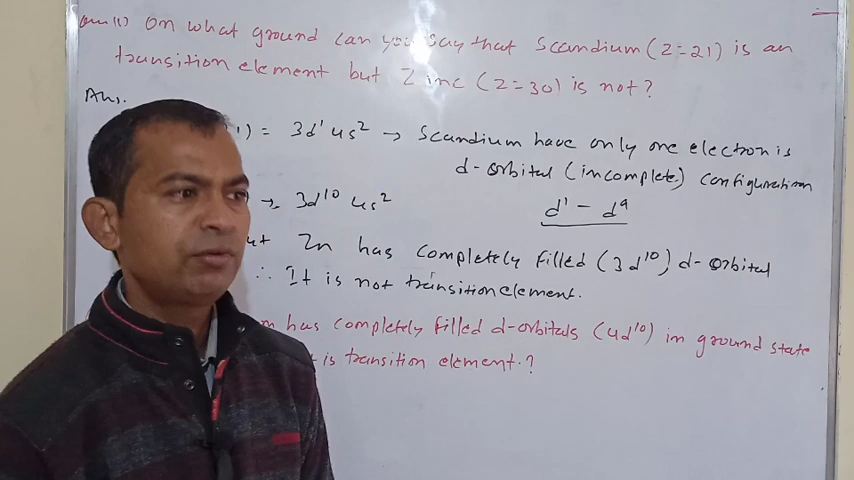 On what ground can you say that Scandium (Z=21) is an
transition element but Zinc (Z=30) is not?
Ans.
1) = 3d¹ 4s² → Scandium have only one electron is
d-orbital (incomplete) configuration
→ 3d¹⁰ 4s² d¹ - d⁹
Zn has completely filled (3d¹⁰) d-orbital
∴ It is not transition element.
has completely filled d-orbitals (4d¹⁰) in ground state
is transition element.?